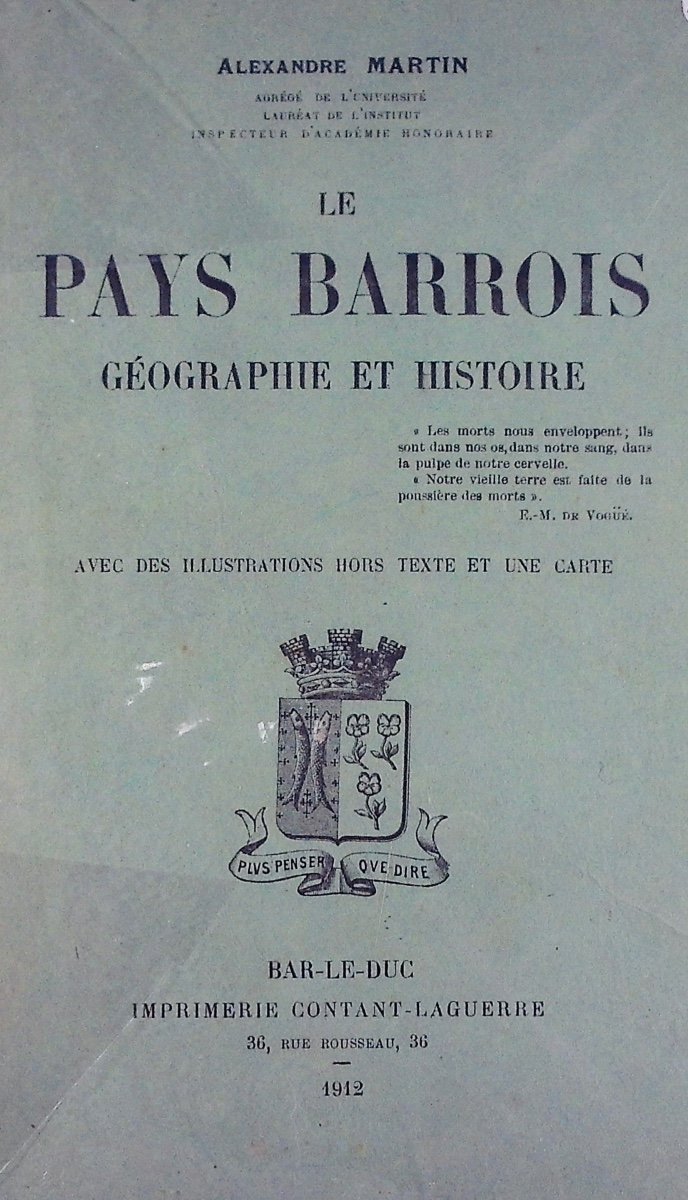 ALEXANDRE MARTIN
AGRÉGÉ DE L'UNIVERSITÉ
LAURÉAT DE L'INSTITUT
INSPECTEUR D'ACADÉMIE HONORAIRE
LE
PAYS BARROIS
GÉOGRAPHIE ET HISTOIRE
« Les morts nous enveloppent; ils
sont dans nos os, dans notre sang, dans
la pulpe de notre cervelle.
« Notre vieille terre est faite de la
poussière des morts ».
E.-M. DE VOGÜÉ.
AVEC DES ILLUSTRATIONS HORS TEXTE ET UNE CARTE
PLVS PENSER QVE DIRE
BAR-LE-DUC
IMPRIMERIE CONTANT-LAGUERRE
36, RUE ROUSSEAU, 36
1912